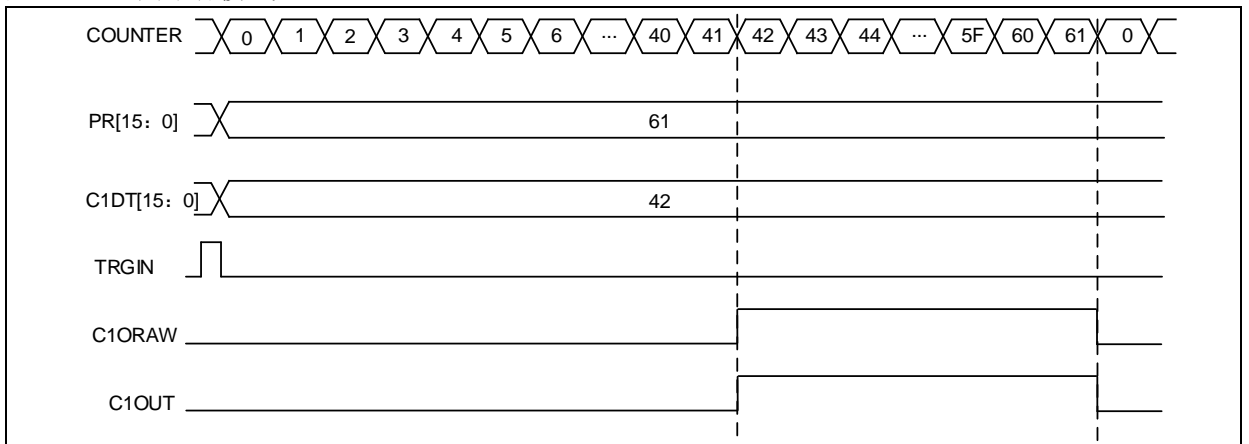 COUNTER 0 1 2 3 4 5 6 ... 40 41 42 43 44 ... 5F 60 61 0
PR[15：0] 61
C1DT[15：0] 42
TRGIN
C1ORAW
C1OUT